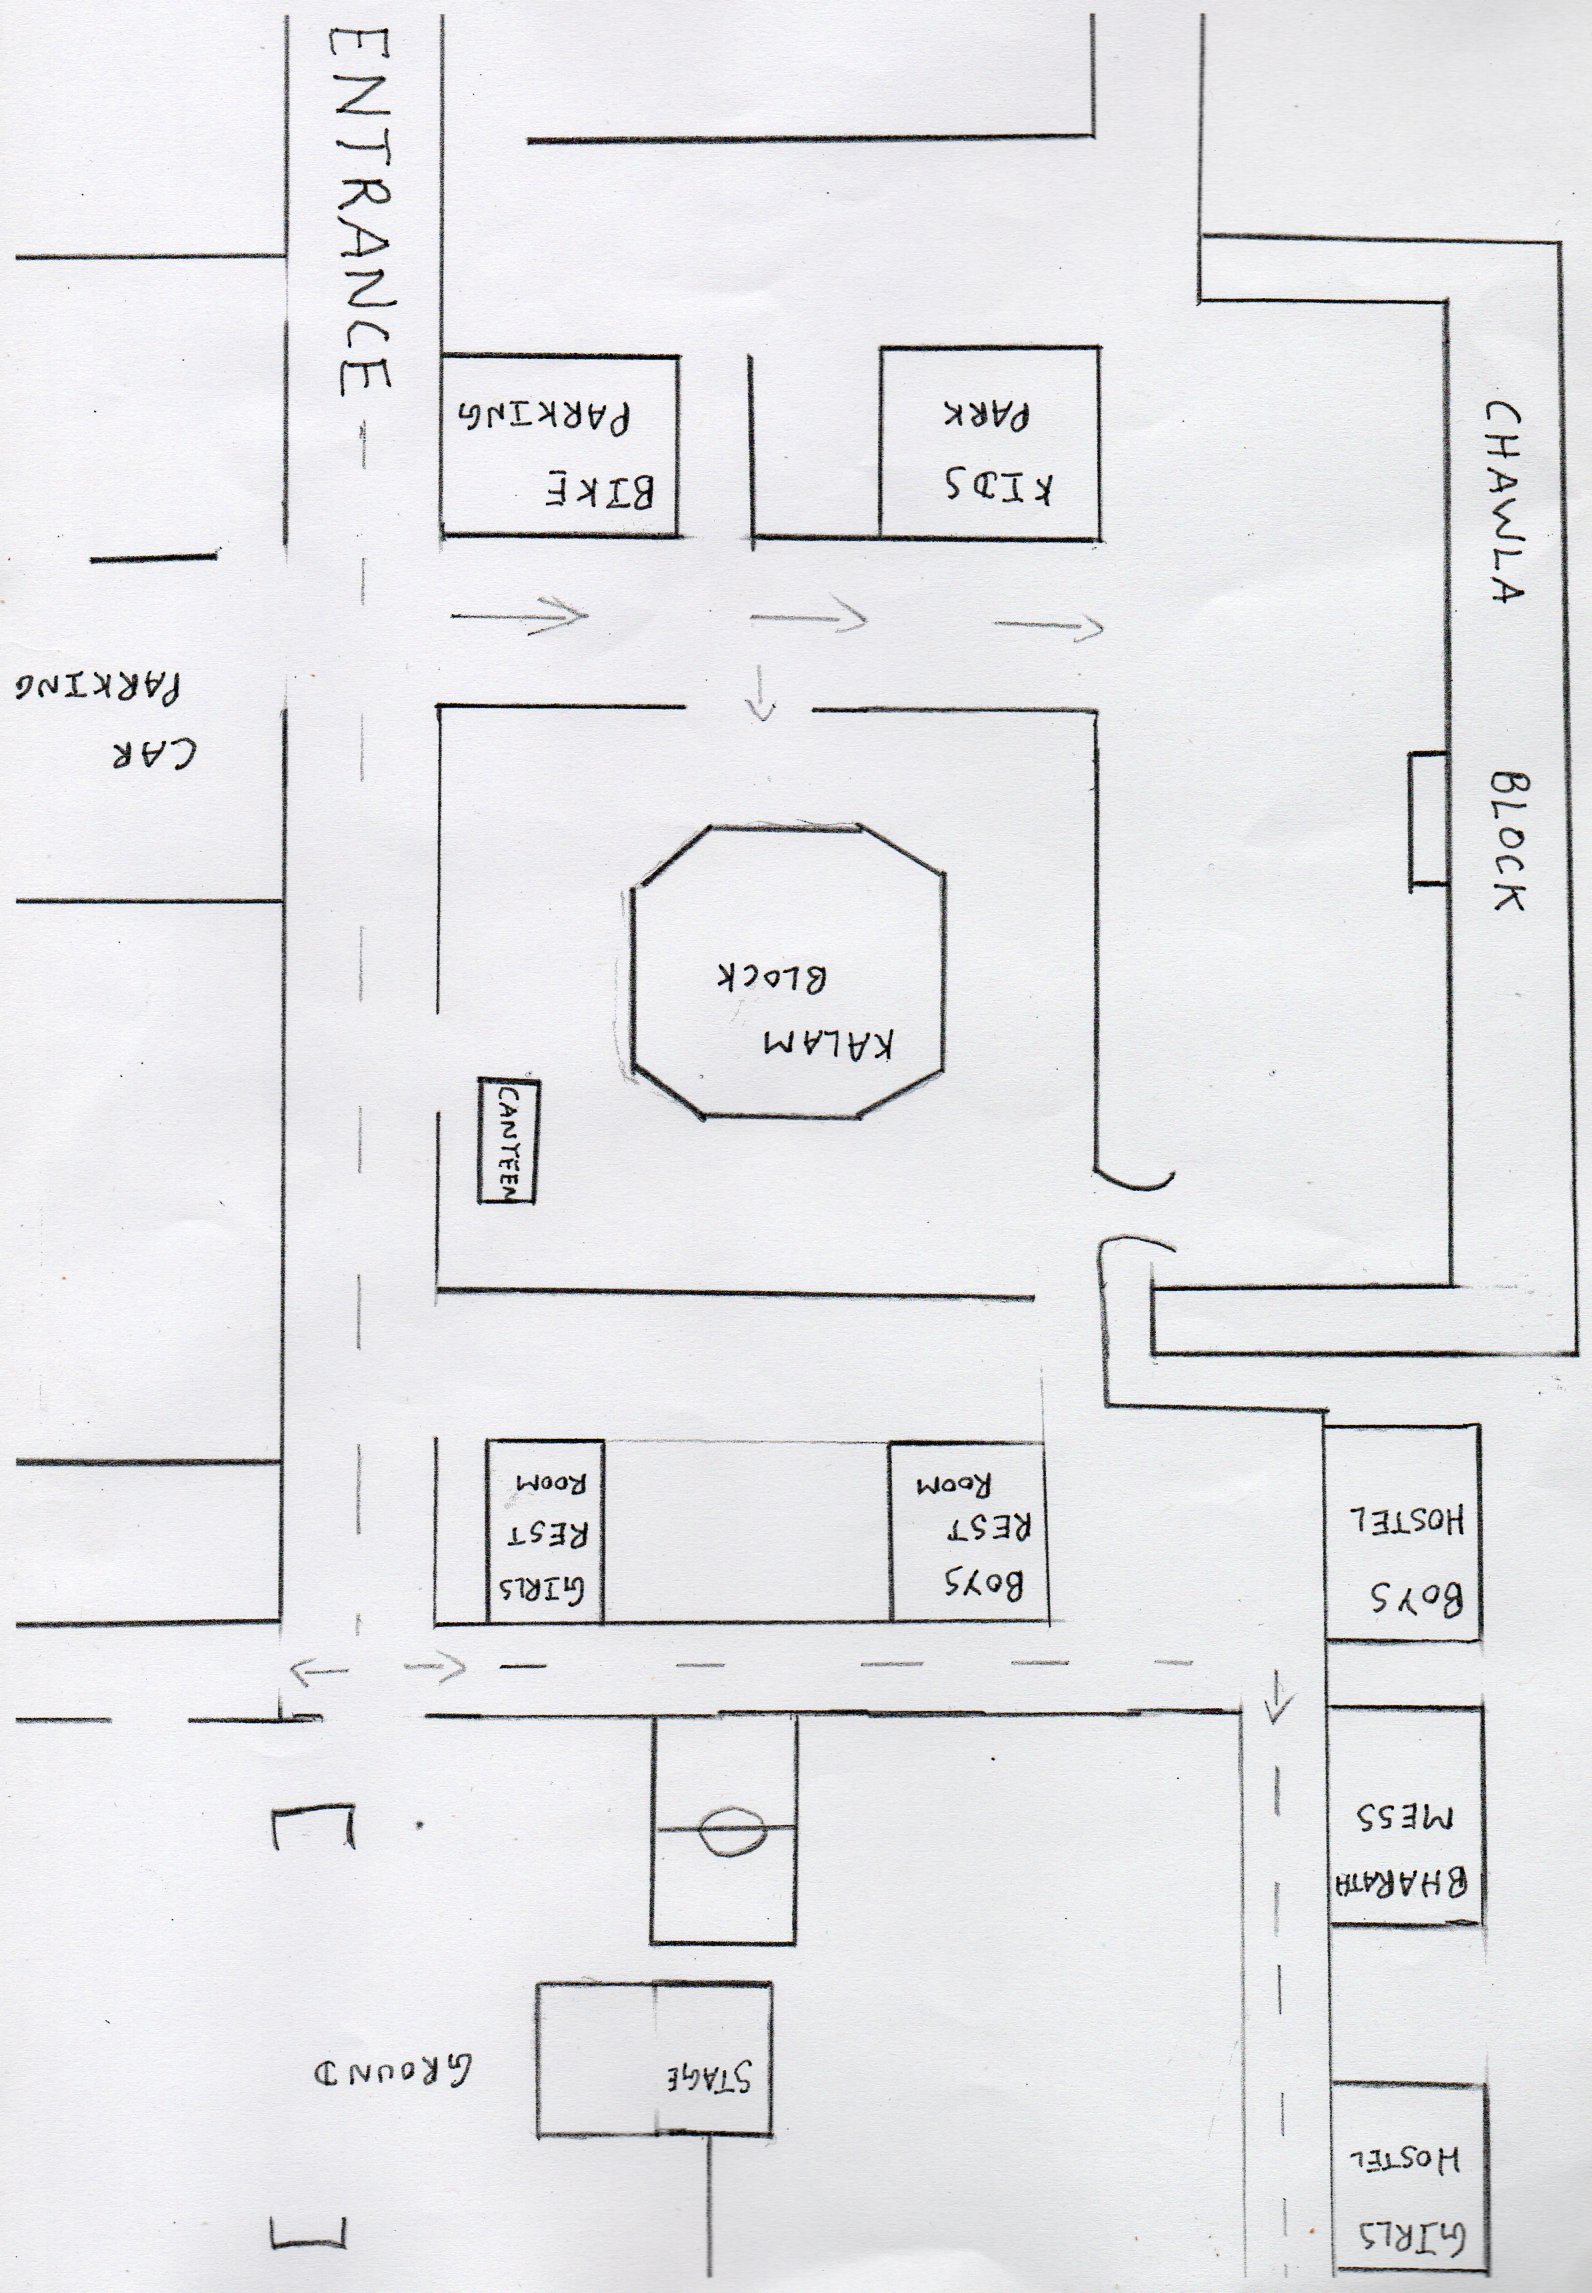 GIRLS
HOSTEL
STAGE
GROUND
BHARATH
MESS
BOYS
HOSTEL
BOYS
REST
ROOM
GIRLS
REST
ROOM
CANTEEN
KALAM
BLOCK
CHAWLA BLOCK
CAR
PARKING
KIDS
PARK
BIKE
PARKING
ENTRANCE